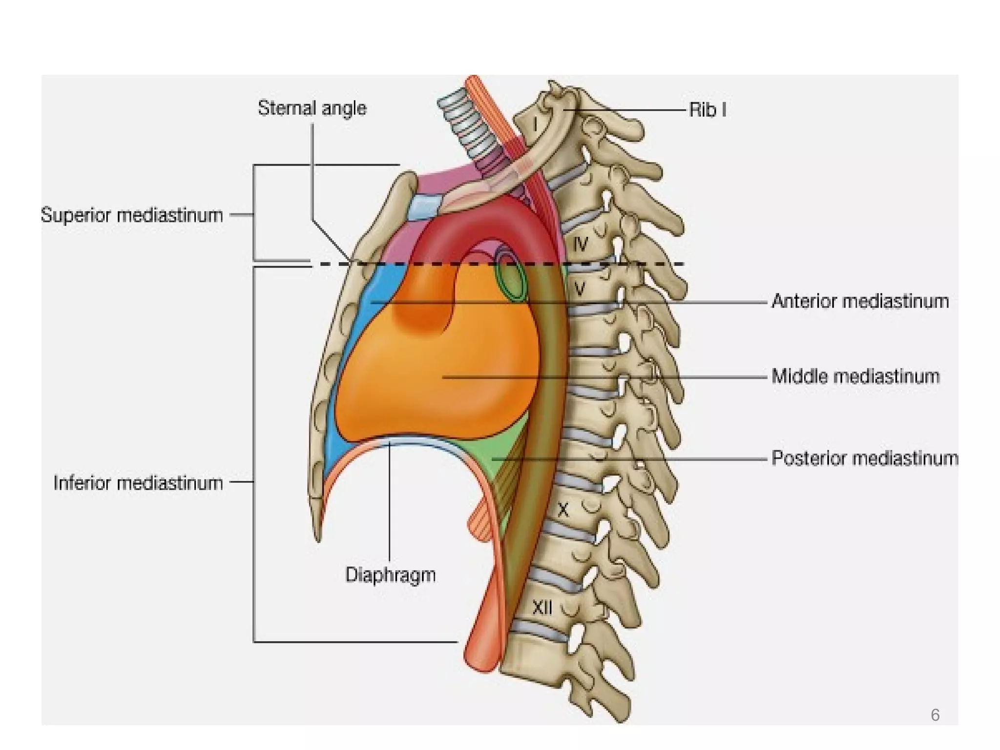 Sternal angle
Rib I
I
Superior mediastinum
IV
V
Anterior mediastinum
Middle mediastinum
Posterior mediastinum
Inferior mediastinum
X
Diaphragm
XII
6